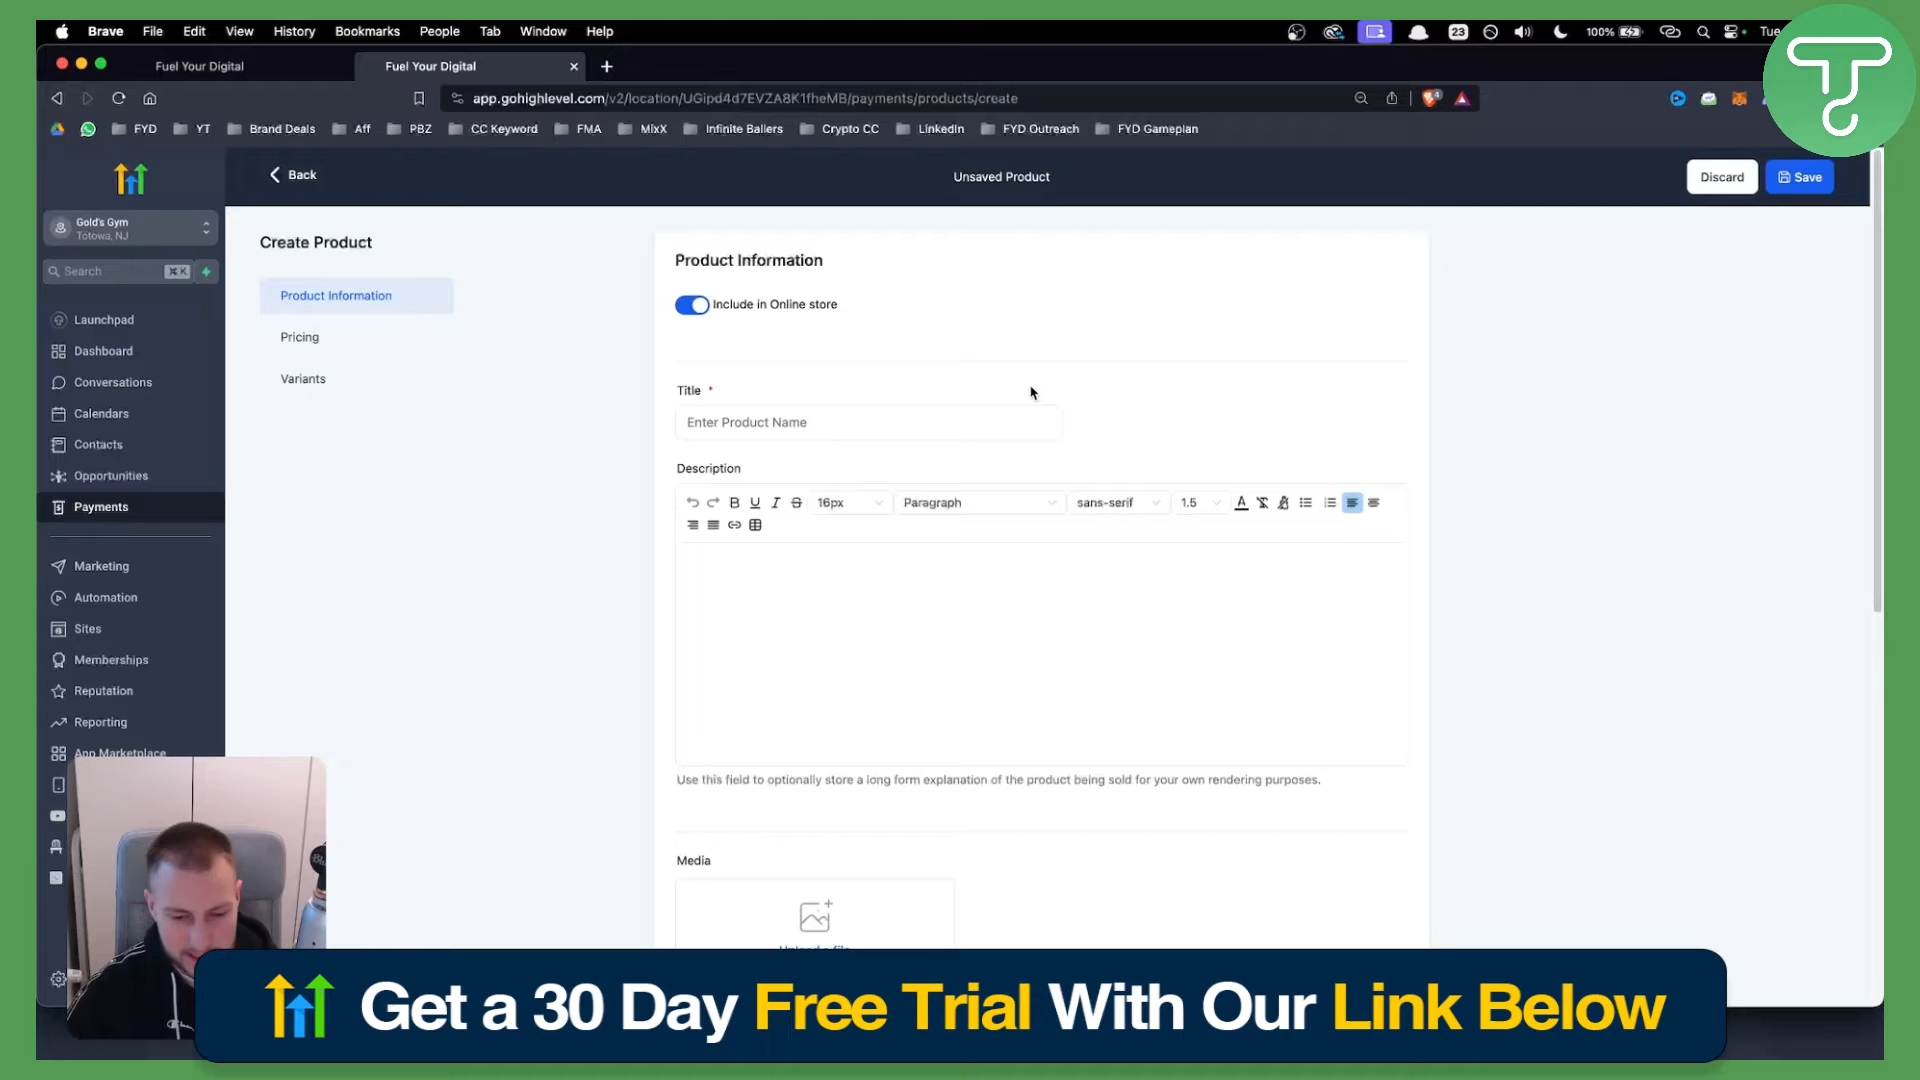 Brave File Edit View History Bookmarks People Tab Window Help
23 100% Tue
Fuel Your Digital
Fuel Your Digital
app.gohighlevel.com/v2/location/UGipd4d7EVZA8K1fheMB/payments/products/create
FYD YT Brand Deals Aff PBZ CC Keyword FMA MixX Infinite Ballers Crypto CC LinkedIn FYD Outreach FYD Gameplan
Back
Unsaved Product
Discard
Save
Gold's Gym
Totowa, NJ
Search ⌘ K
Launchpad
Dashboard
Conversations
Calendars
Contacts
Opportunities
Payments
Marketing
Automation
Sites
Memberships
Reputation
Reporting
App Marketplace
Create Product
Product Information
Pricing
Variants
Product Information
Include in Online store
Title *
Enter Product Name
Description
B U I S 16px Paragraph sans-serif 1.5 A
Use this field to optionally store a long form explanation of the product being sold for your own rendering purposes.
Media
Upload a file
Get a 30 Day Free Trial With Our Link Below